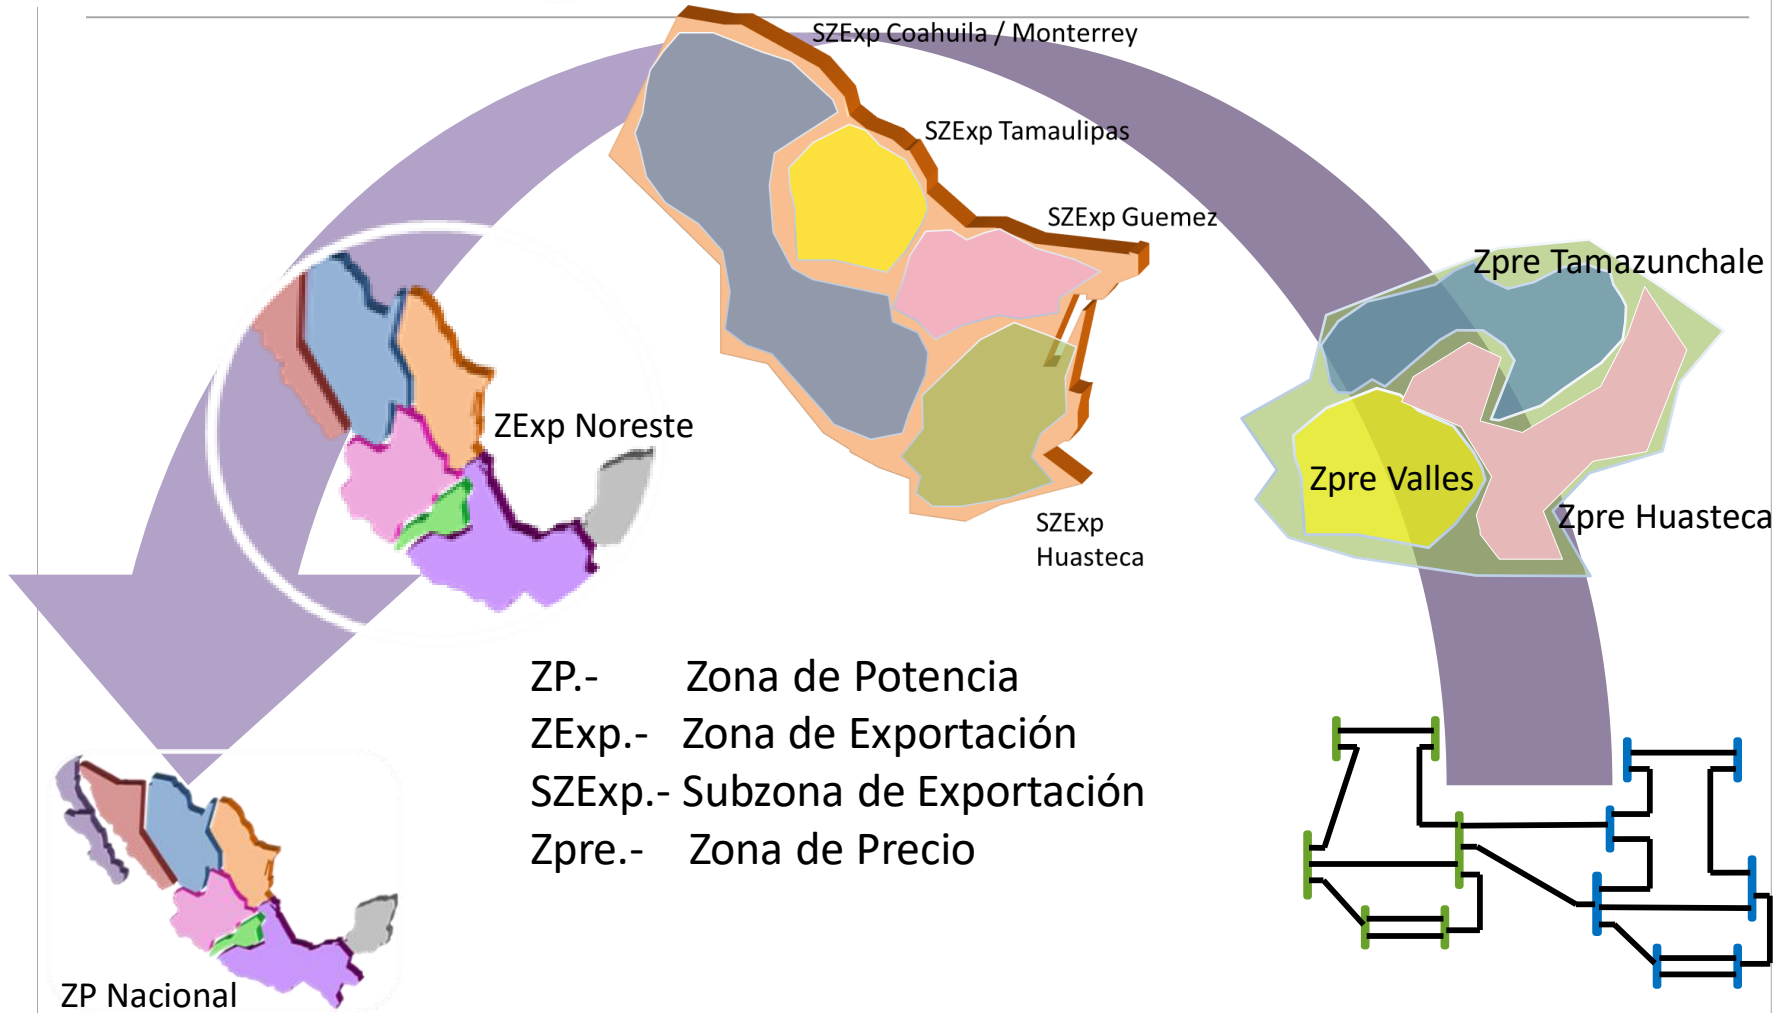 SZExp Coahuila / Monterrey
SZExp Tamaulipas
SZExp Guemez
Zpre Tamazunchale
ZExp Noreste
Zpre Valles
Zpre Huasteca
SZExp
Huasteca
ZP.- Zona de Potencia
ZExp.- Zona de Exportación
SZExp.- Subzona de Exportación
Zpre.- Zona de Precio
ZP Nacional